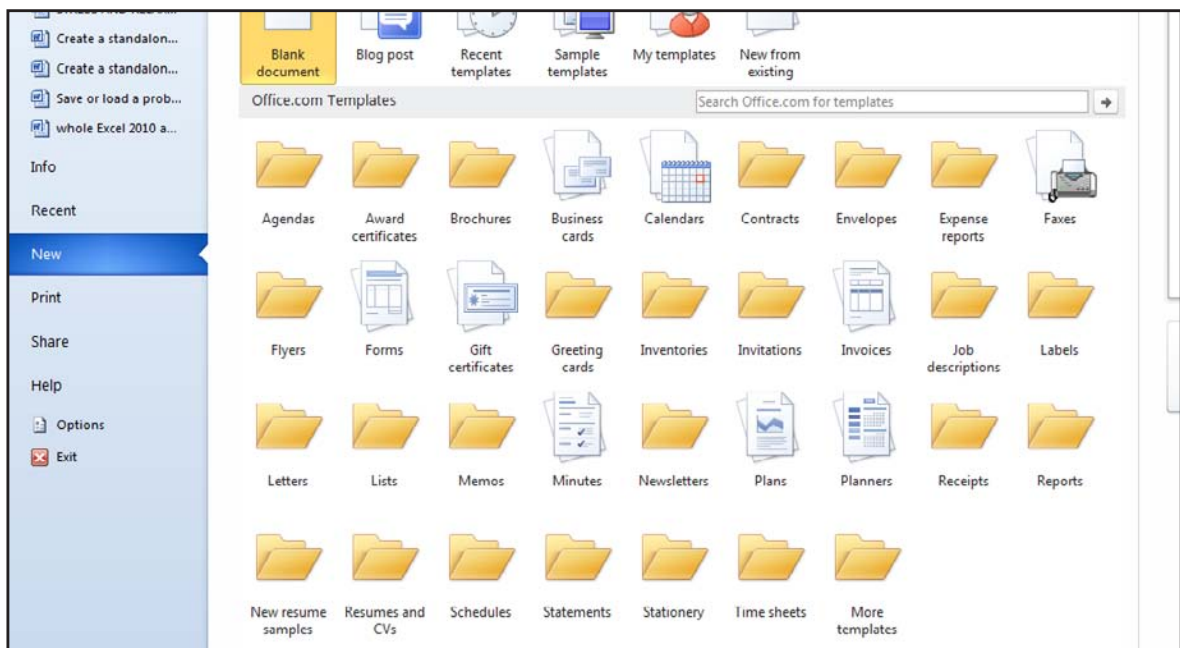 Create a standalon...
Create a standalon...
Save or load a prob...
whole Excel 2010 a...
Info
Recent
New
Print
Share
Help
Options
Exit
Blank document
Blog post
Recent templates
Sample templates
My templates
New from existing
Office.com Templates
Search Office.com for templates
Agendas
Award certificates
Brochures
Business cards
Calendars
Contracts
Envelopes
Expense reports
Faxes
Flyers
Forms
Gift certificates
Greeting cards
Inventories
Invitations
Invoices
Job descriptions
Labels
Letters
Lists
Memos
Minutes
Newsletters
Plans
Planners
Receipts
Reports
New resume samples
Resumes and CVs
Schedules
Statements
Stationery
Time sheets
More templates